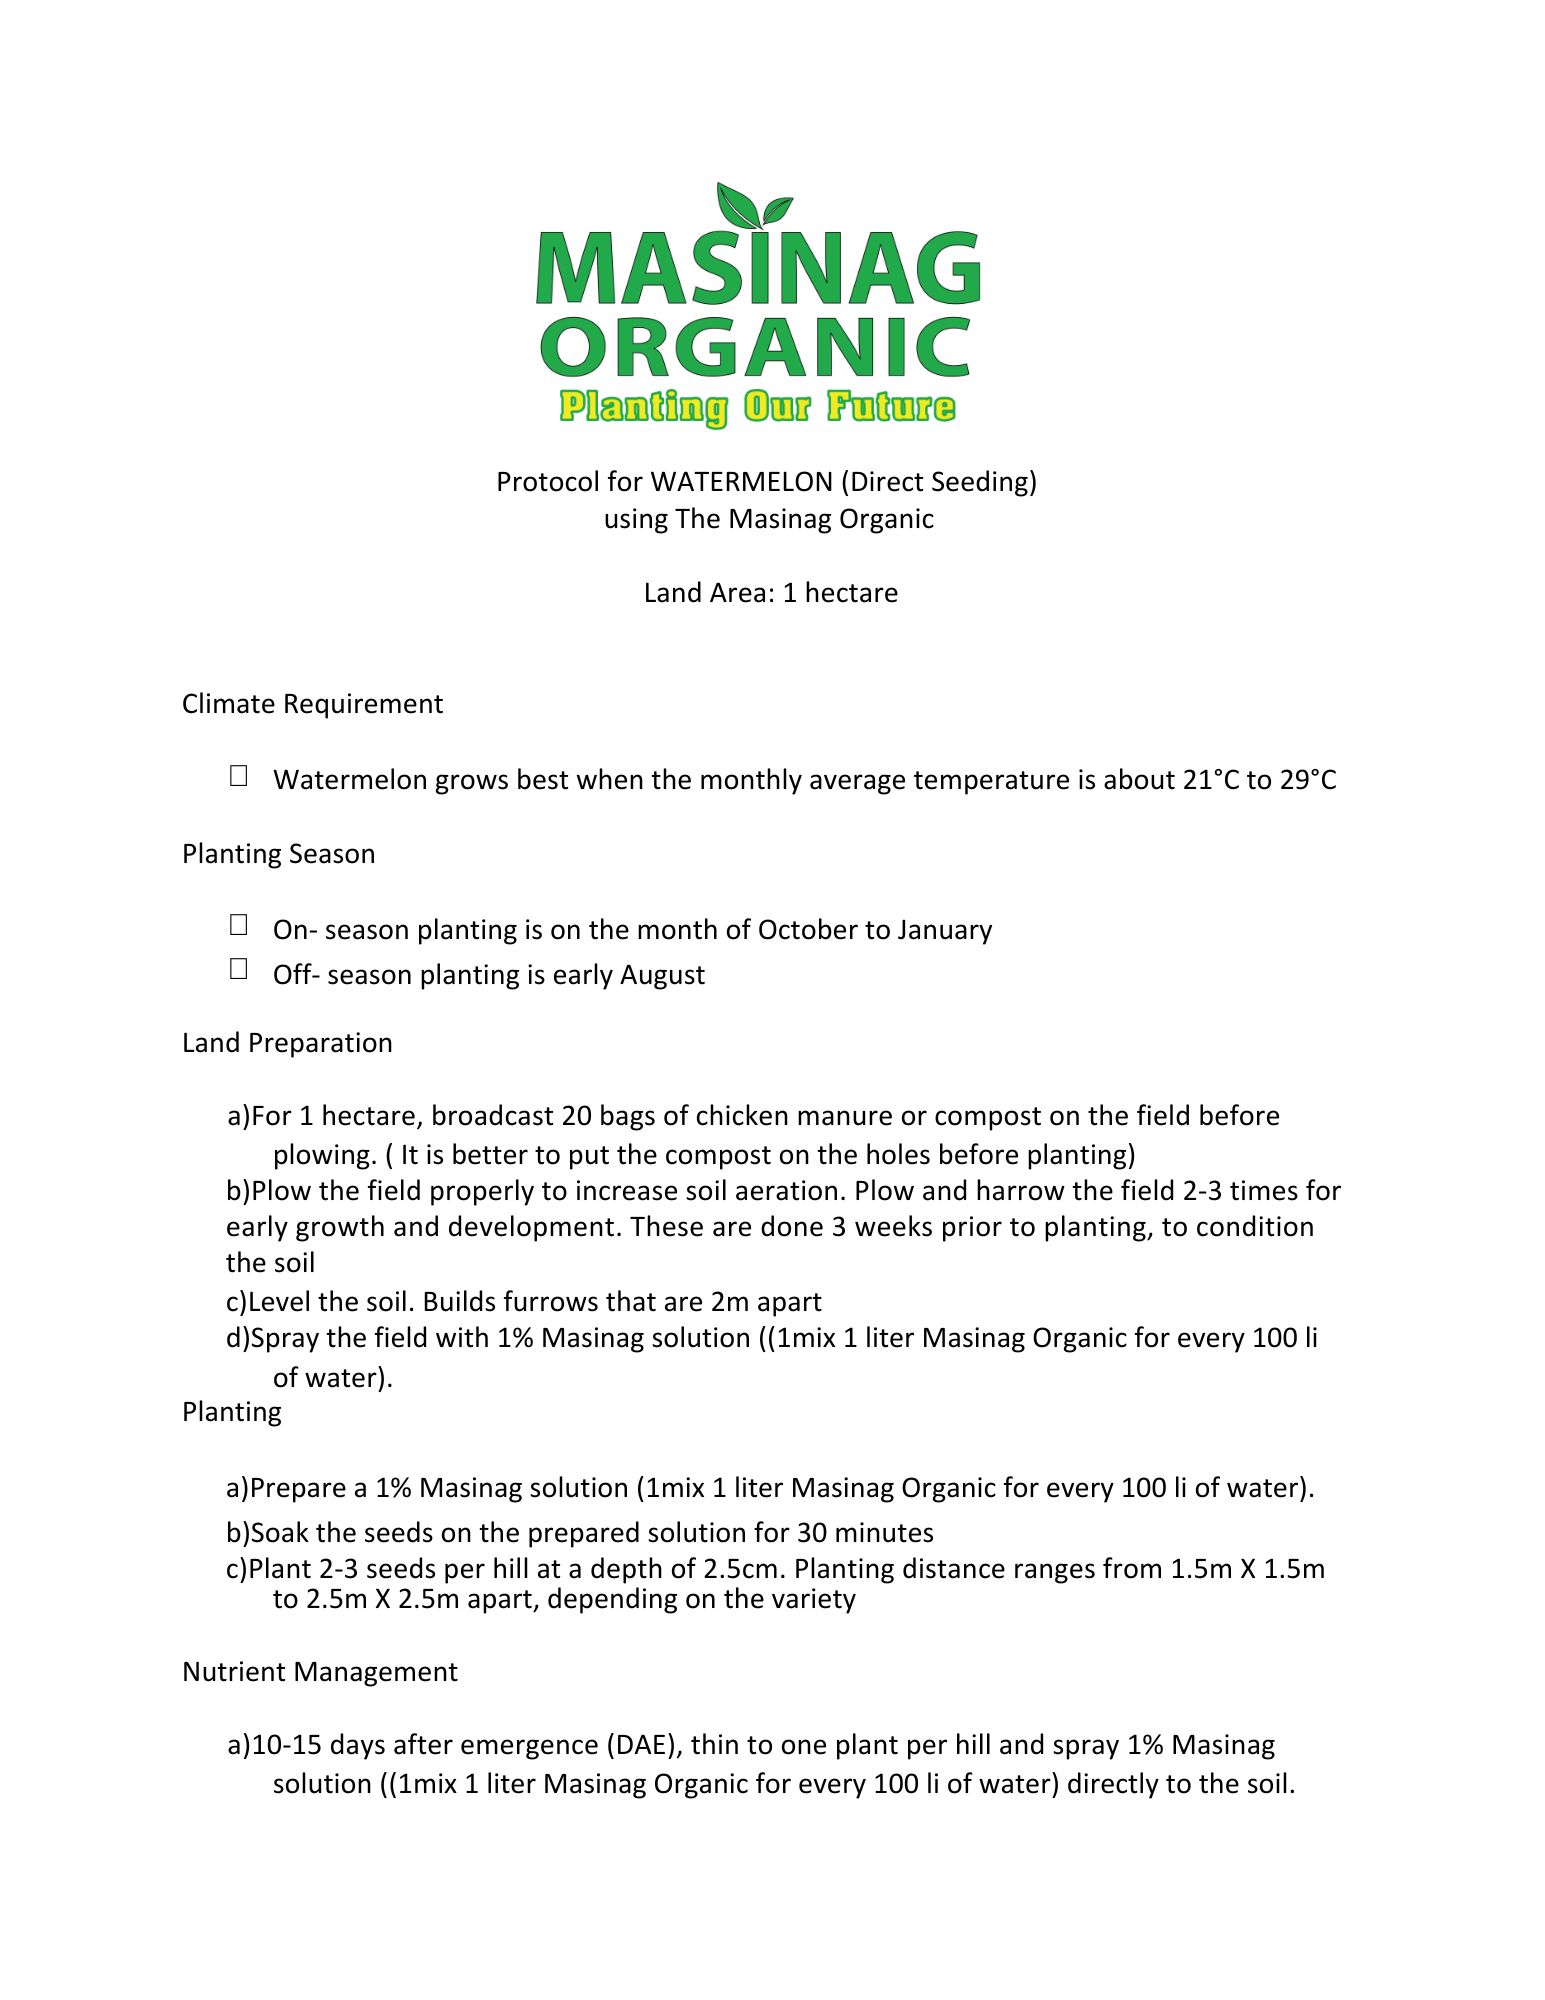 MASINAG
ORGANIC
Planting Our Future
Protocol for WATERMELON (Direct Seeding)
using The Masinag Organic
Land Area: 1 hectare
Climate Requirement
Watermelon grows best when the monthly average temperature is about 21°C to 29°C
Planting Season
On- season planting is on the month of October to January
Off- season planting is early August
Land Preparation
a)For 1 hectare, broadcast 20 bags of chicken manure or compost on the field before
plowing. ( It is better to put the compost on the holes before planting)
b)Plow the field properly to increase soil aeration. Plow and harrow the field 2-3 times for
early growth and development. These are done 3 weeks prior to planting, to condition
the soil
c)Level the soil. Builds furrows that are 2m apart
d)Spray the field with 1% Masinag solution ((1mix 1 liter Masinag Organic for every 100 li
of water).
Planting
a)Prepare a 1% Masinag solution (1mix 1 liter Masinag Organic for every 100 li of water).
b)Soak the seeds on the prepared solution for 30 minutes
c)Plant 2-3 seeds per hill at a depth of 2.5cm. Planting distance ranges from 1.5m X 1.5m
to 2.5m X 2.5m apart, depending on the variety
Nutrient Management
a)10-15 days after emergence (DAE), thin to one plant per hill and spray 1% Masinag
solution ((1mix 1 liter Masinag Organic for every 100 li of water) directly to the soil.